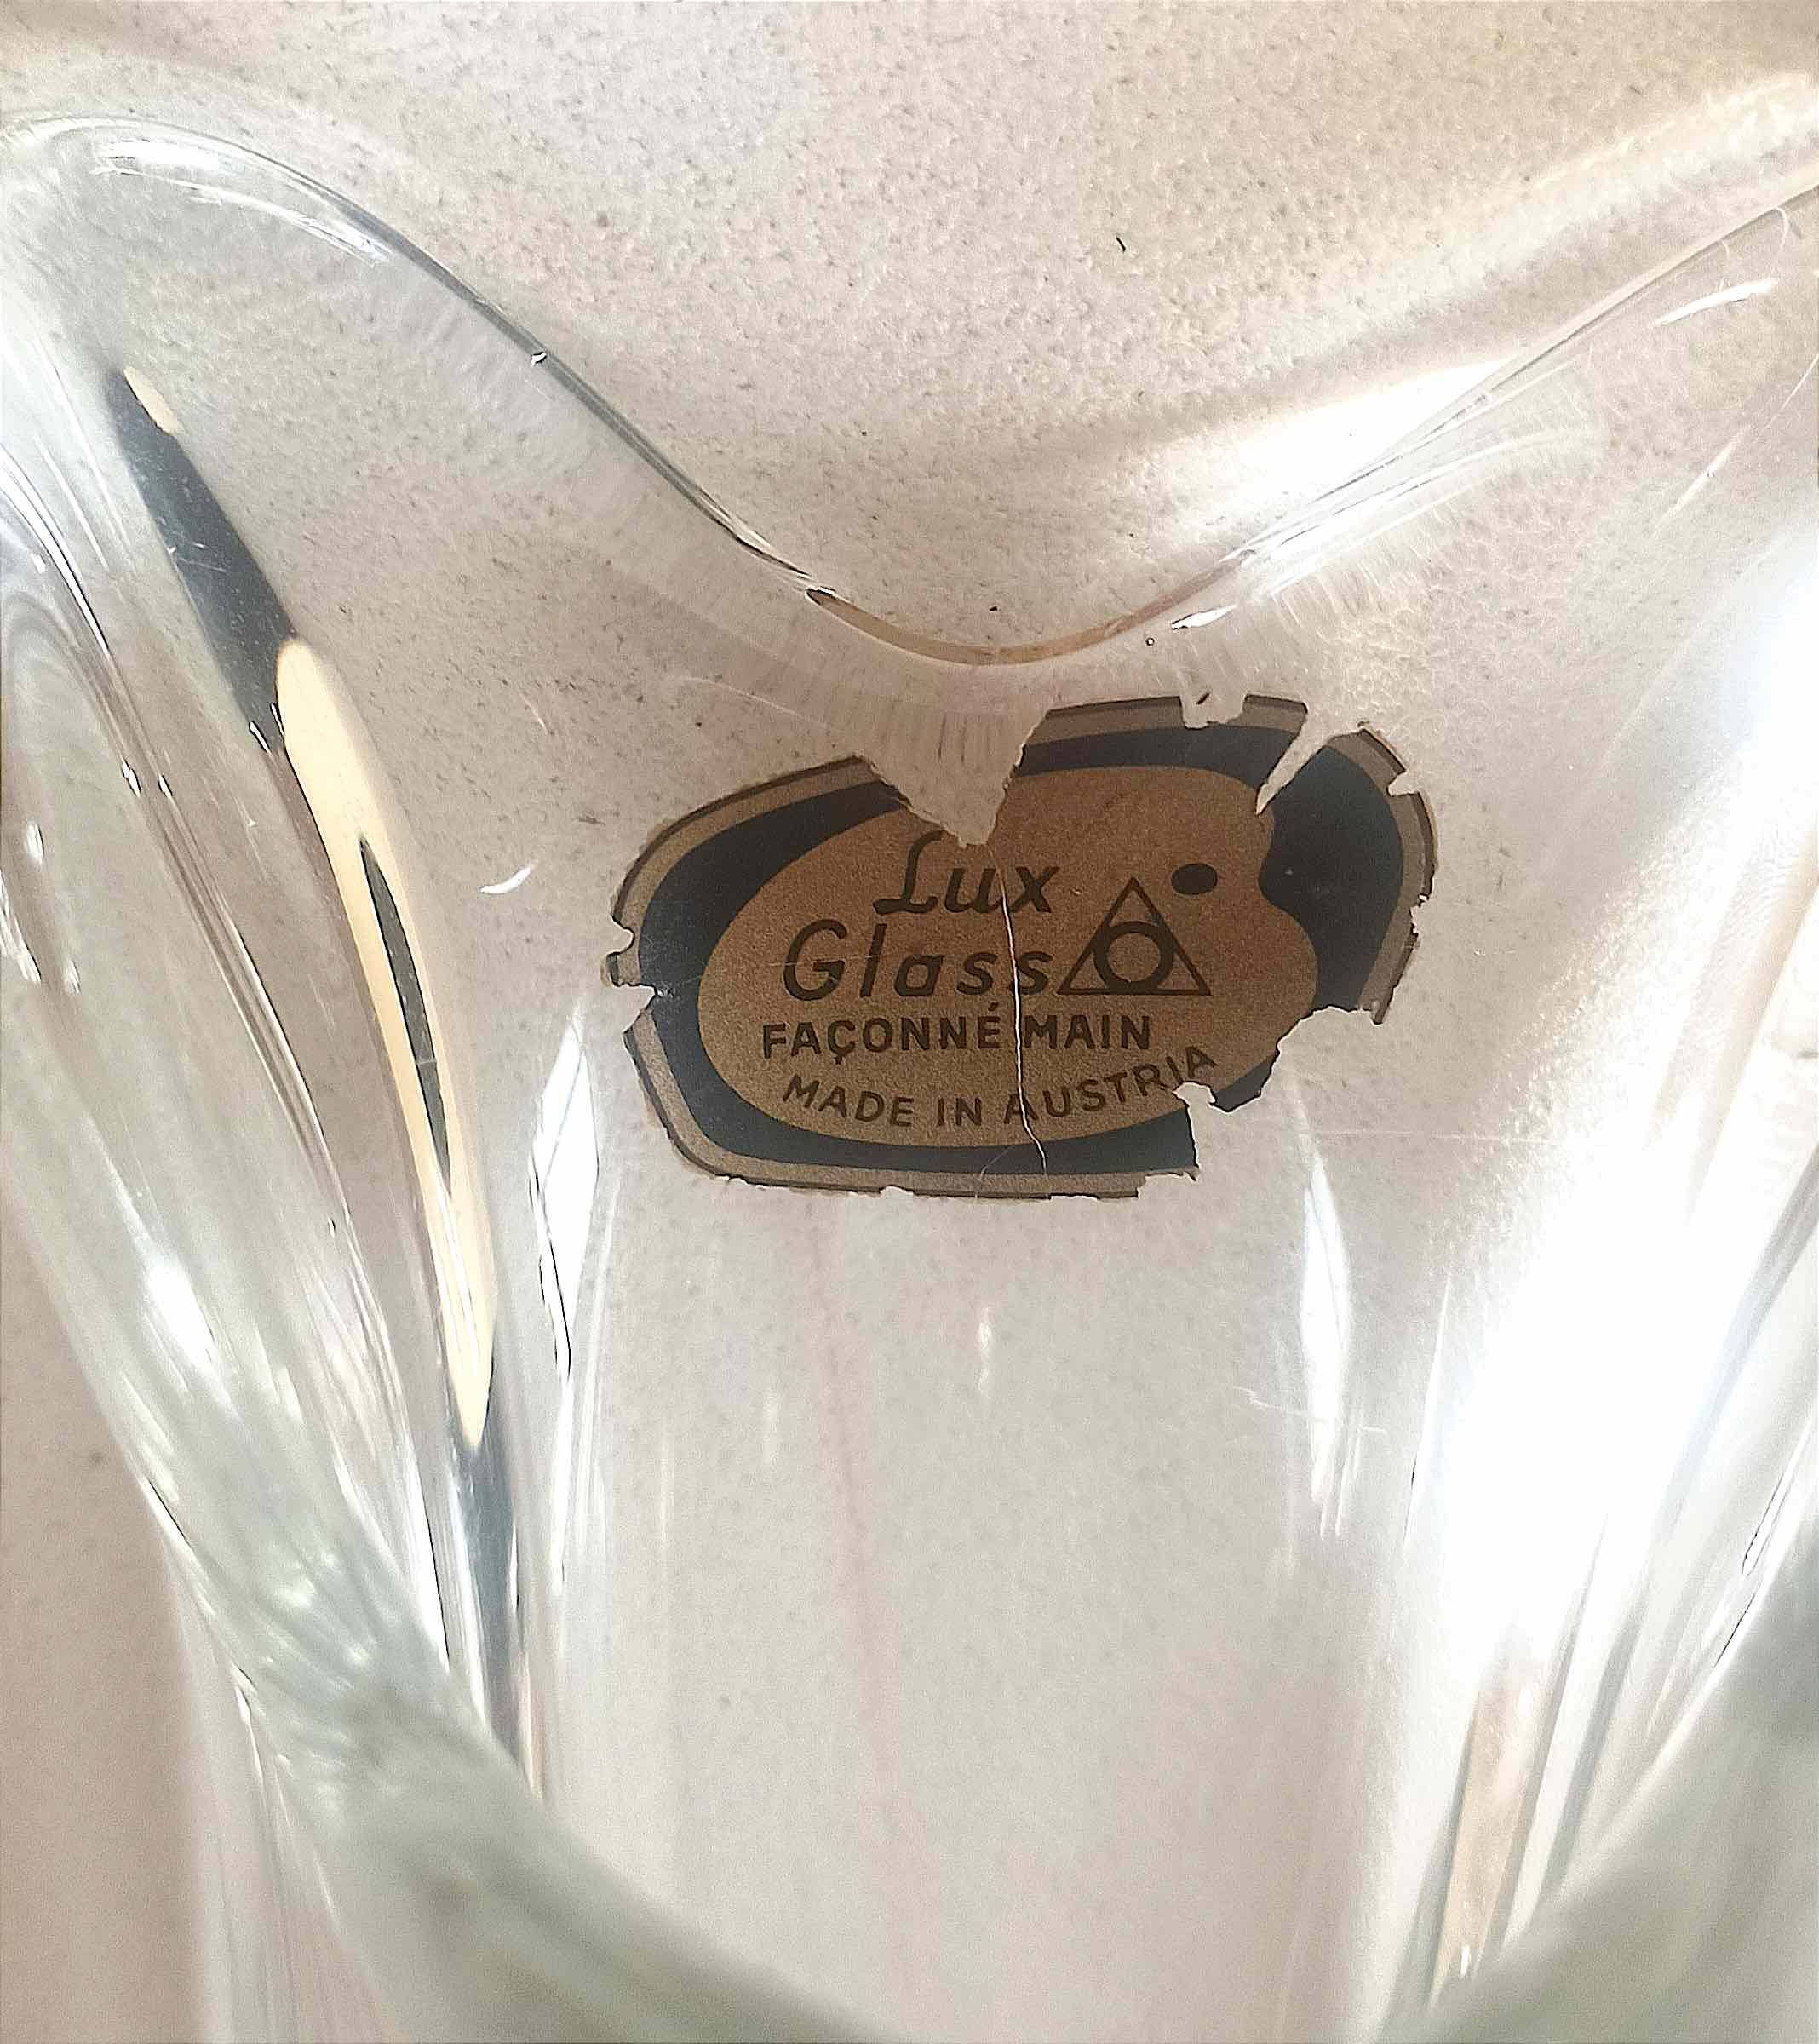 Lux
Glass
FAÇONNÉ MAIN
MADE IN AUSTRIA